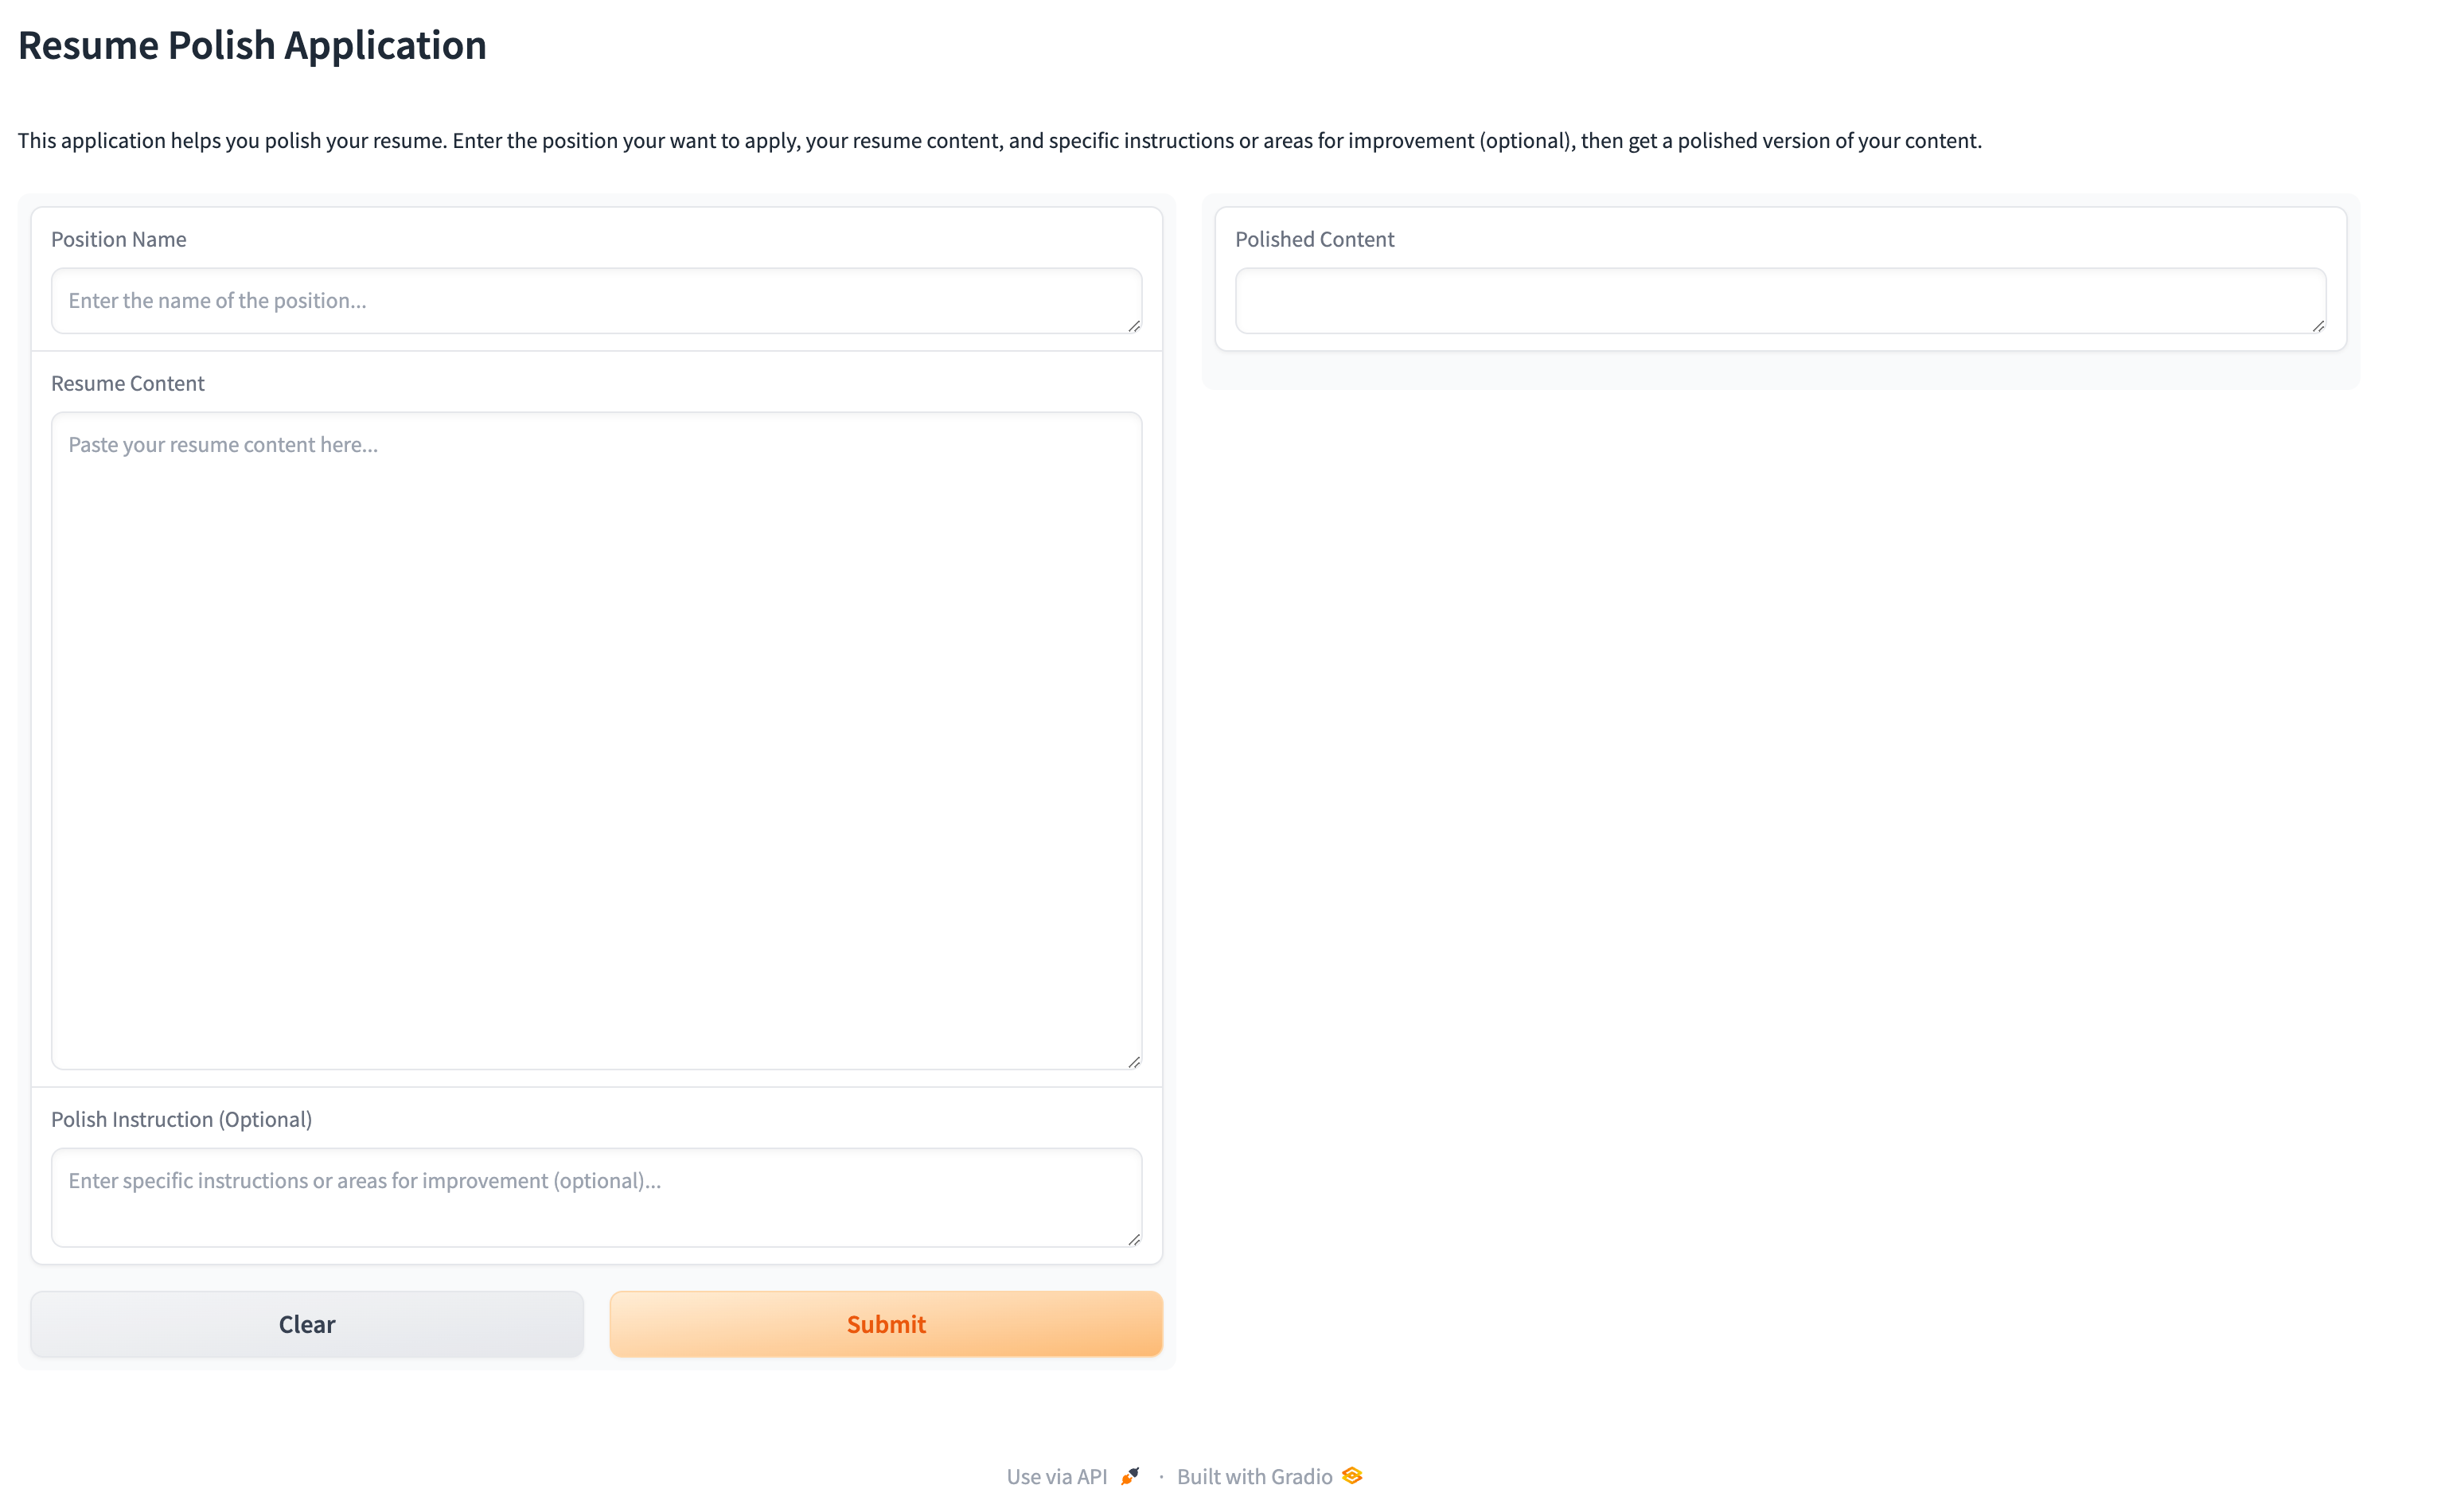 Resume Polish Application
This application helps you polish your resume. Enter the position your want to apply, your resume content, and specific instructions or areas for improvement (optional), then get a polished version of your content.
Position Name
Enter the name of the position...
Resume Content
Paste your resume content here...
Polish Instruction (Optional)
Enter specific instructions or areas for improvement (optional)...
Clear
Submit
Polished Content
Use via API · Built with Gradio